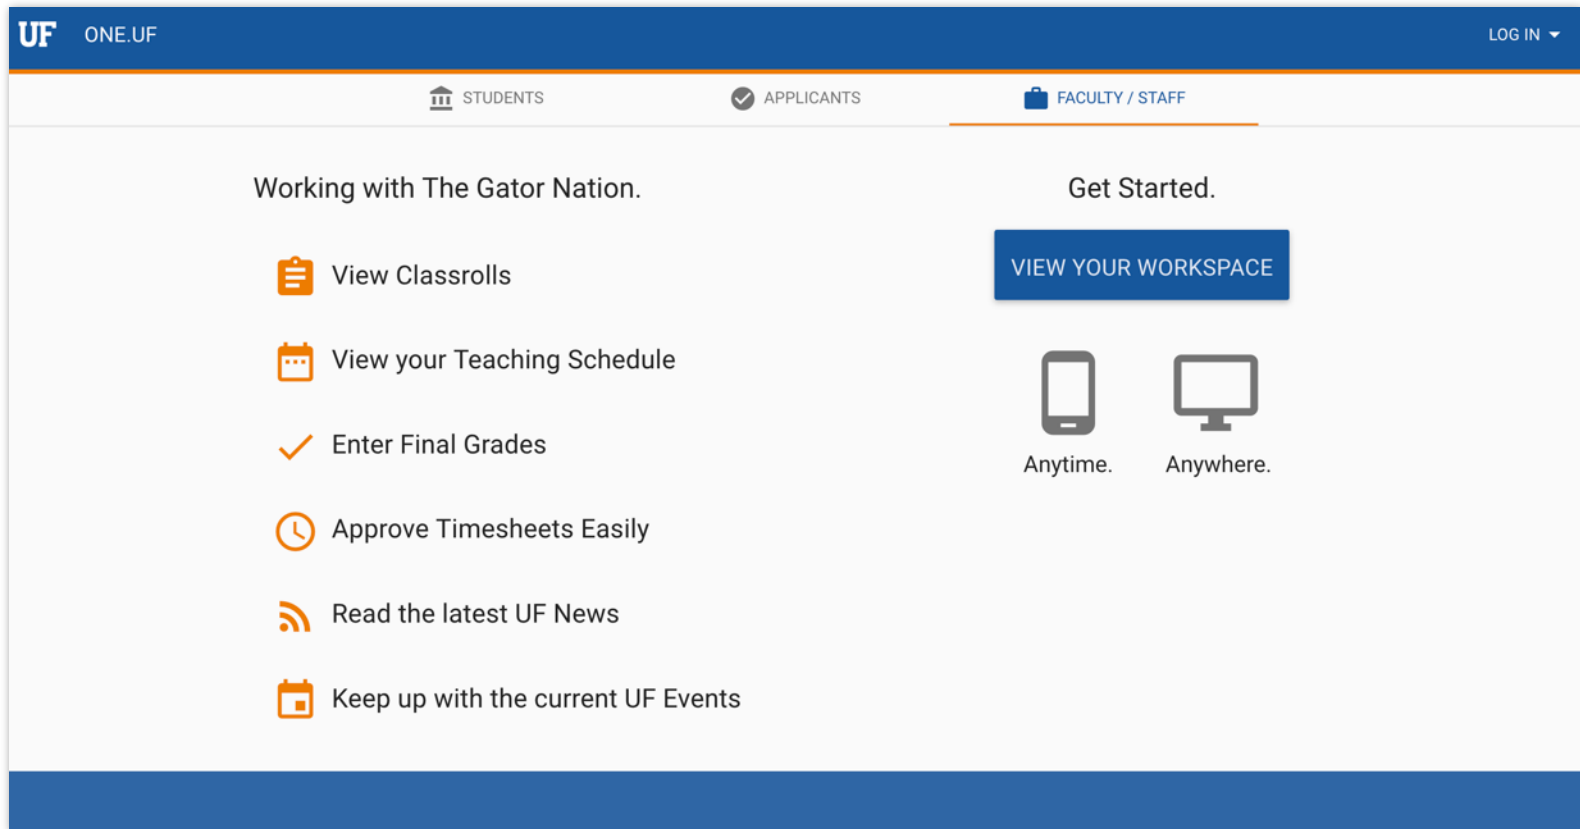 UF ONE.UF LOG IN
STUDENTS APPLICANTS FACULTY / STAFF
Working with The Gator Nation.
View Classrolls
View your Teaching Schedule
Enter Final Grades
Approve Timesheets Easily
Read the latest UF News
Keep up with the current UF Events
Get Started.
VIEW YOUR WORKSPACE
Anytime. Anywhere.